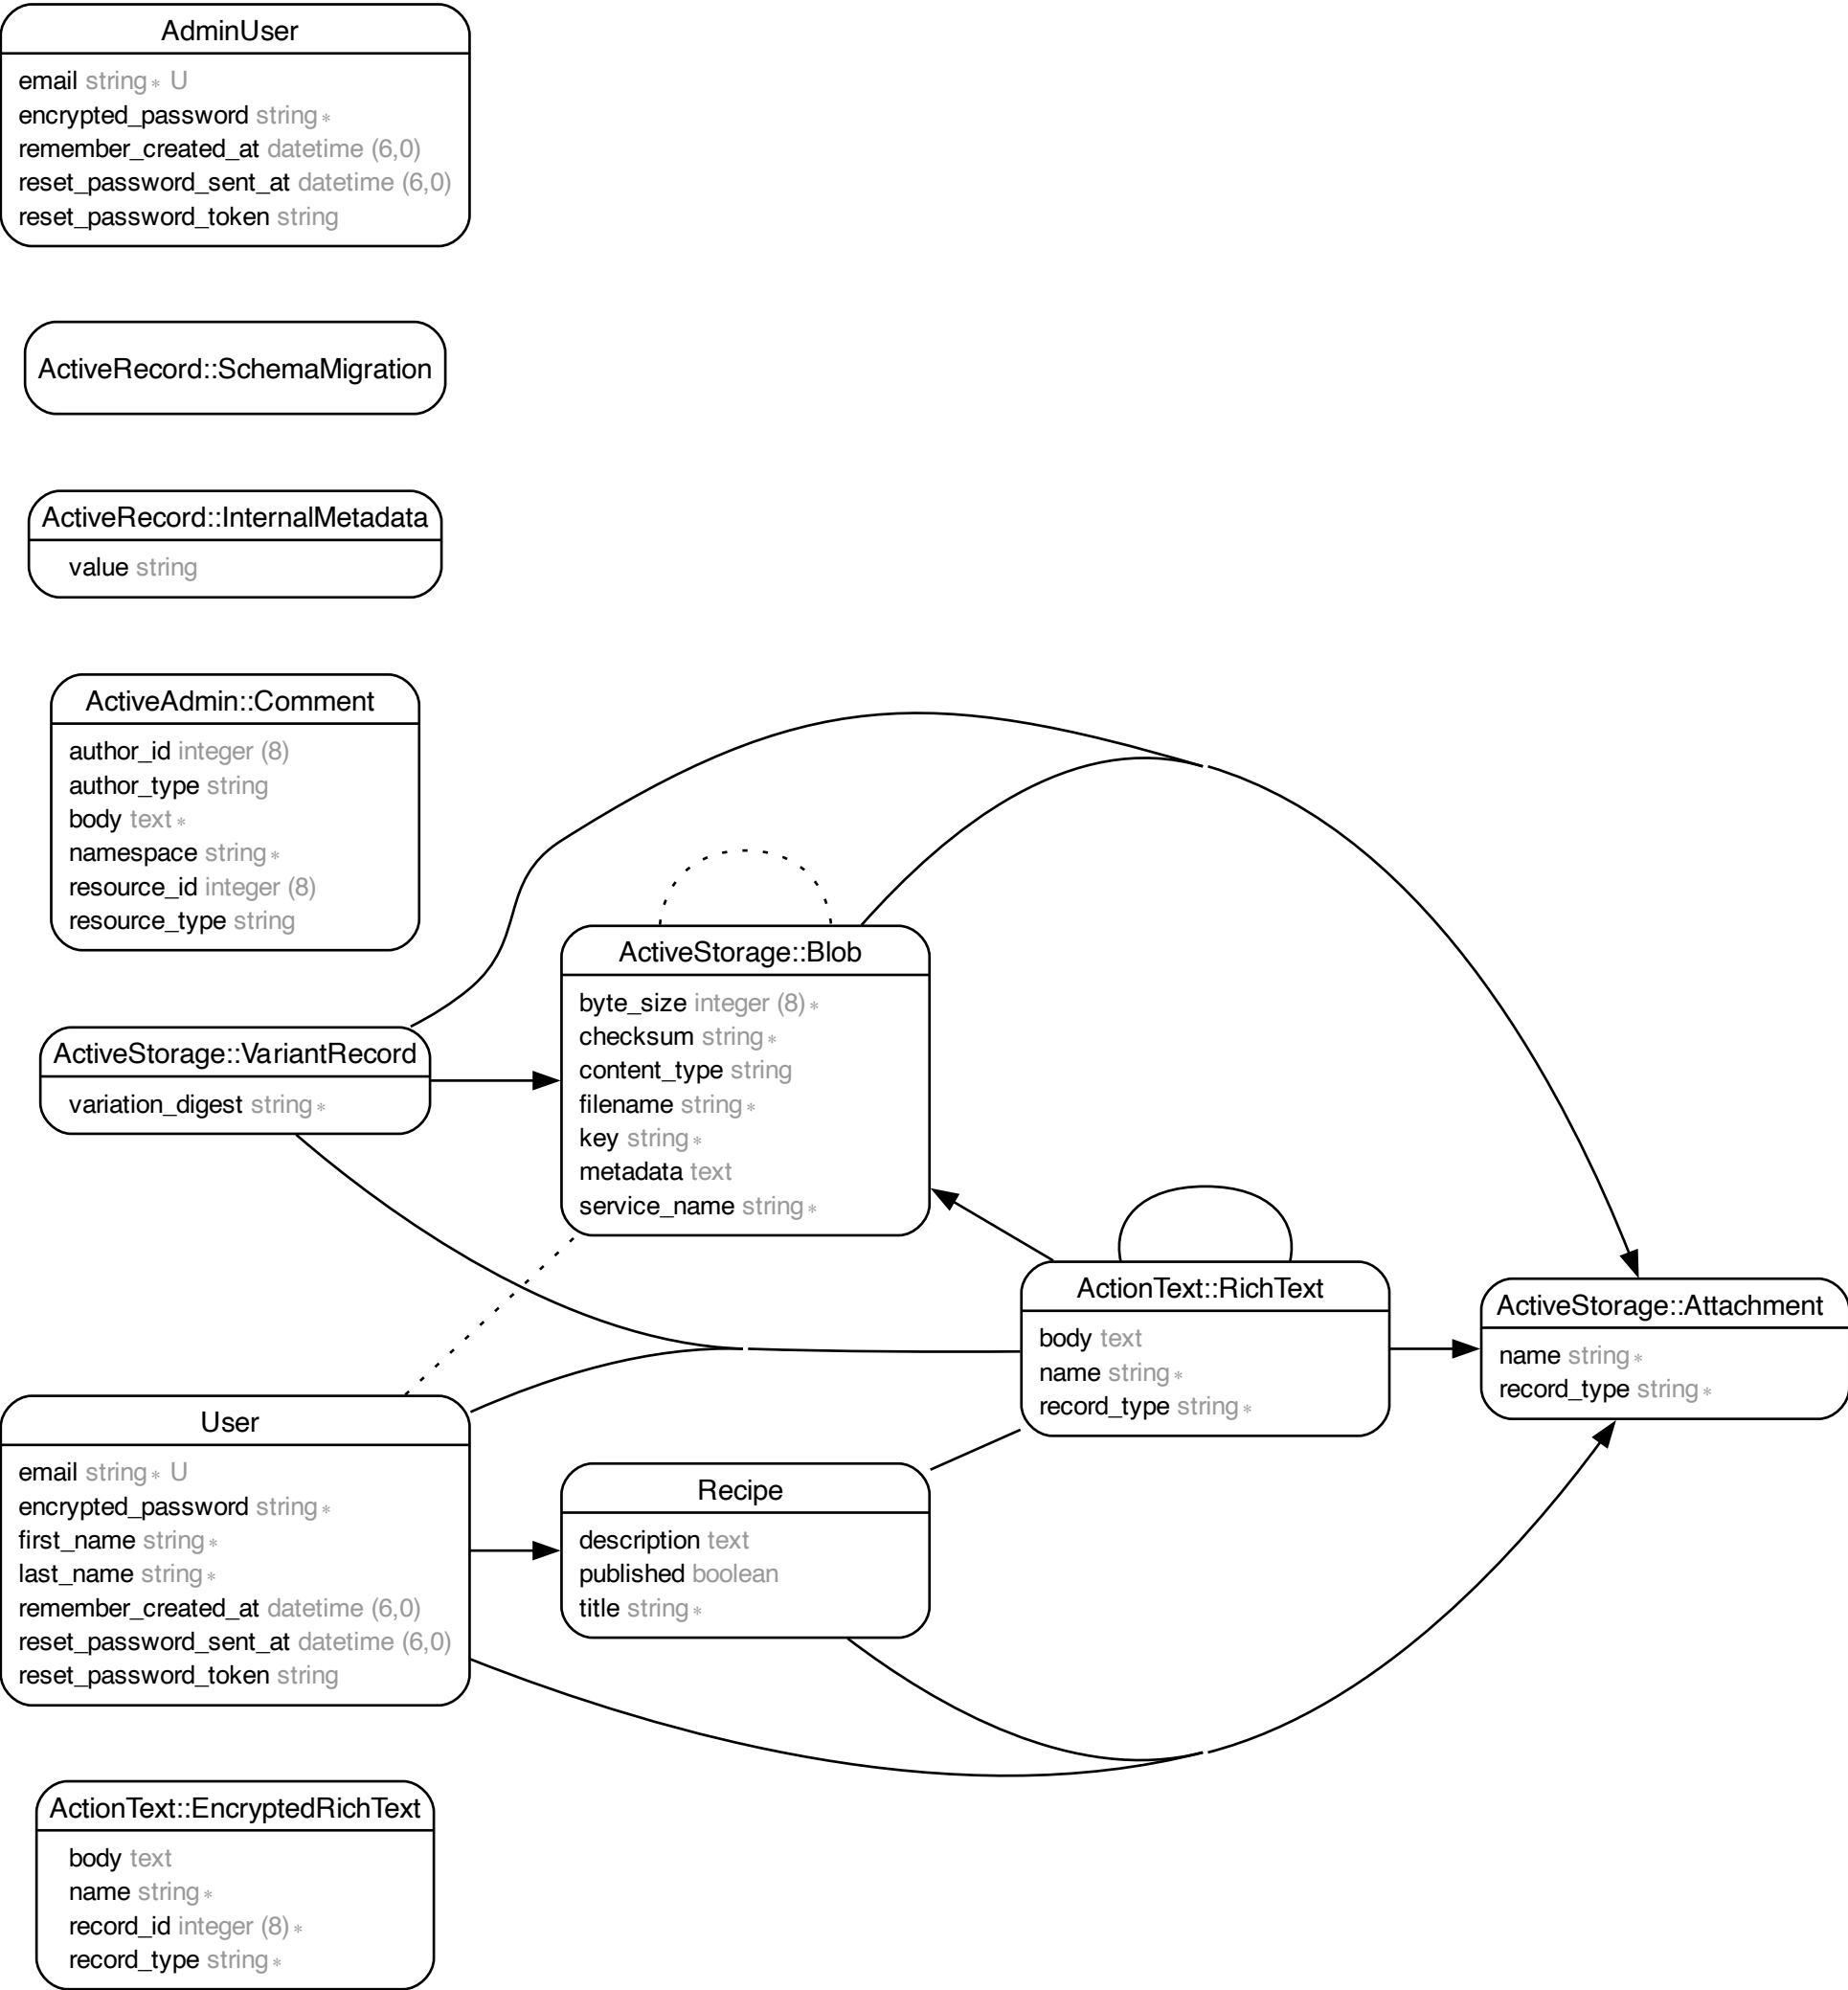 AdminUser
email string∗ U
encrypted_password string∗
remember_created_at datetime (6,0)
reset_password_sent_at datetime (6,0)
reset_password_token string
ActiveRecord::SchemaMigration
ActiveRecord::InternalMetadata
value string
ActiveAdmin::Comment
author_id integer (8)
author_type string
body text∗
namespace string∗
resource_id integer (8)
resource_type string
ActiveStorage::VariantRecord
variation_digest string∗
ActiveStorage::Blob
byte_size integer (8)∗
checksum string∗
content_type string
filename string∗
key string∗
metadata text
service_name string∗
ActionText::RichText
body text
name string∗
record_type string∗
ActiveStorage::Attachment
name string∗
record_type string∗
User
email string∗ U
encrypted_password string∗
first_name string∗
last_name string∗
remember_created_at datetime (6,0)
reset_password_sent_at datetime (6,0)
reset_password_token string
Recipe
description text
published boolean
title string∗
ActionText::EncryptedRichText
body text
name string∗
record_id integer (8)∗
record_type string∗